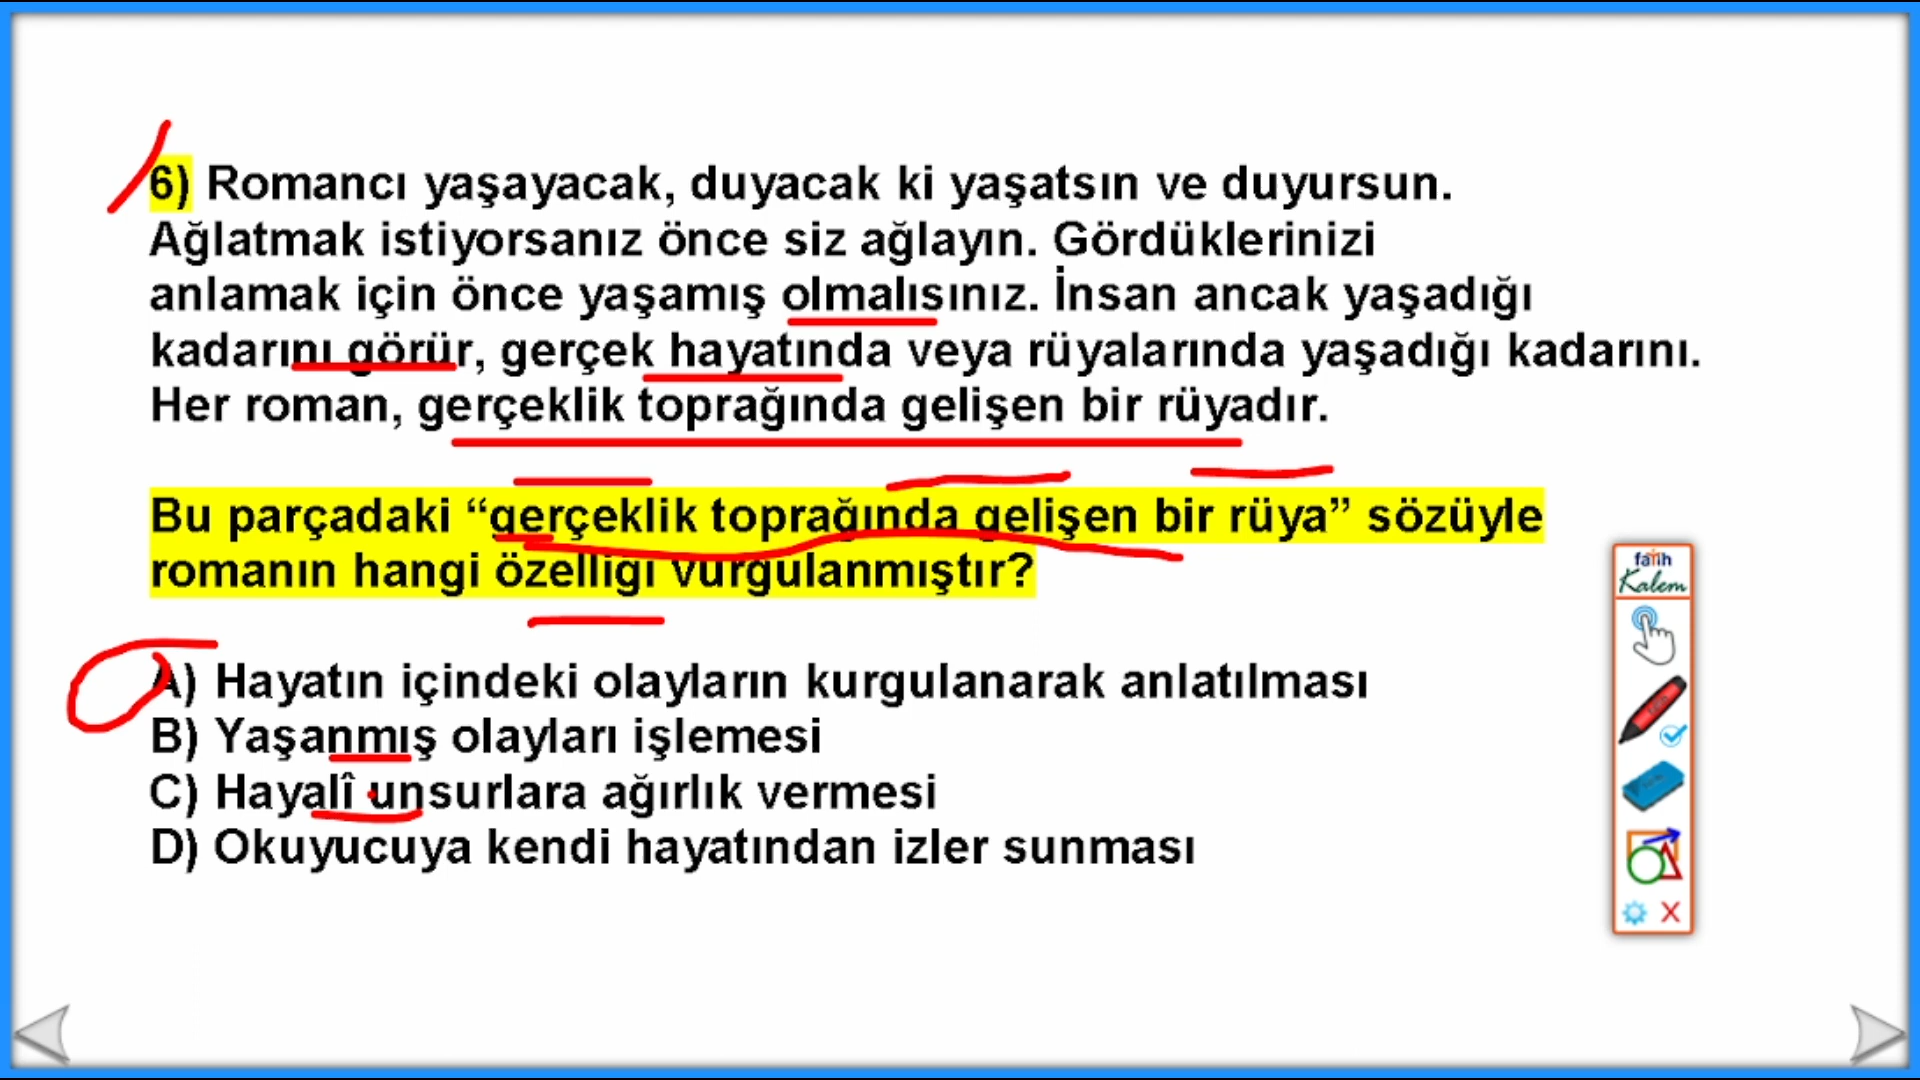 6) Romancı yaşayacak, duyacak ki yaşatsın ve duyursun.
Ağlatmak istiyorsanız önce siz ağlayın. Gördüklerinizi
anlamak için önce yaşamış olmalısınız. İnsan ancak yaşadığı
kadarını görür, gerçek hayatında veya rüyalarında yaşadığı kadarını.
Her roman, gerçeklik toprağında gelişen bir rüyadır.
Bu parçadaki “gerçeklik toprağında gelişen bir rüya” sözüyle
romanın hangi özelliği vurgulanmıştır?
A) Hayatın içindeki olayların kurgulanarak anlatılması
B) Yaşanmış olayları işlemesi
C) Hayalî unsurlara ağırlık vermesi
D) Okuyucuya kendi hayatından izler sunması
fatih
Kalem